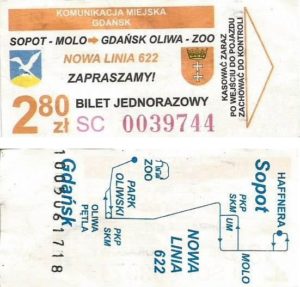 KOMUNIKACJA MIEJSKA
GDAŃSK
SOPOT - MOLO GDAŃSK OLIWA - ZOO
NOWA LINIA 622
ZAPRASZAMY!
2,80 zł
BILET JEDNORAZOWY
SC 0039744
KASOWAĆ ZARAZ
PO WEJŚCIU DO POJAZDU
ZACHOWAĆ DO KONTROLI
Gdańsk
OLIWA
PĘTLA
PKP
SKM
PARK
OLIWSKI
ZOO
NOWA
LINIA
622
Sopot
HAFFNERA
PKP
SKM
UM
MOLO